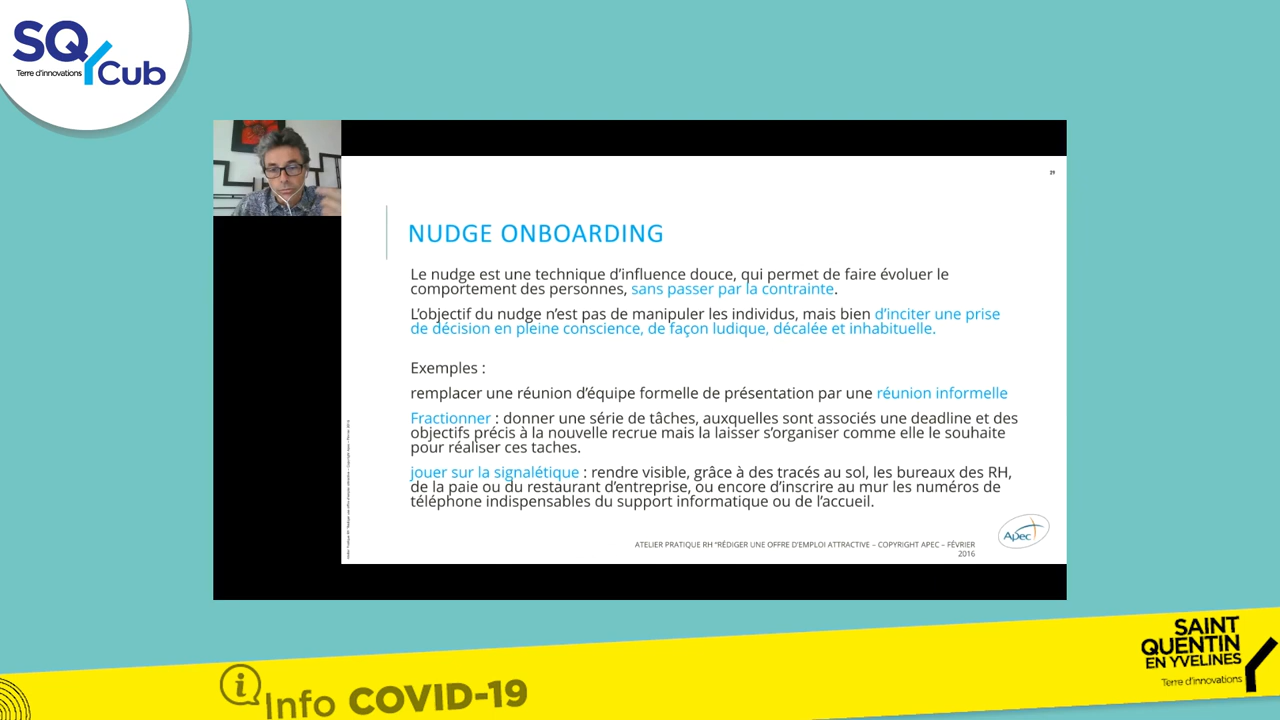 SQY Cub
Terre d'innovations
29
NUDGE ONBOARDING
Le nudge est une technique d'influence douce, qui permet de faire évoluer le
comportement des personnes, sans passer par la contrainte.
L'objectif du nudge n'est pas de manipuler les individus, mais bien d'inciter une prise
de décision en pleine conscience, de façon ludique, décalée et inhabituelle.
Exemples :
remplacer une réunion d'équipe formelle de présentation par une réunion informelle
Fractionner : donner une série de tâches, auxquelles sont associés une deadline et des
objectifs précis à la nouvelle recrue mais la laisser s'organiser comme elle le souhaite
pour réaliser ces taches.
jouer sur la signalétique : rendre visible, grâce à des tracés au sol, les bureaux des RH,
de la paie ou du restaurant d'entreprise, ou encore d'inscrire au mur les numéros de
téléphone indispensables du support informatique ou de l'accueil.
ATELIER PRATIQUE RH "RÉDIGER UNE OFFRE D'EMPLOI ATTRACTIVE – COPYRIGHT APEC – FÉVRIER
2016
Apec
i Info COVID-19
SAINT
QUENTIN
EN YVELINES
Terre d'innovations